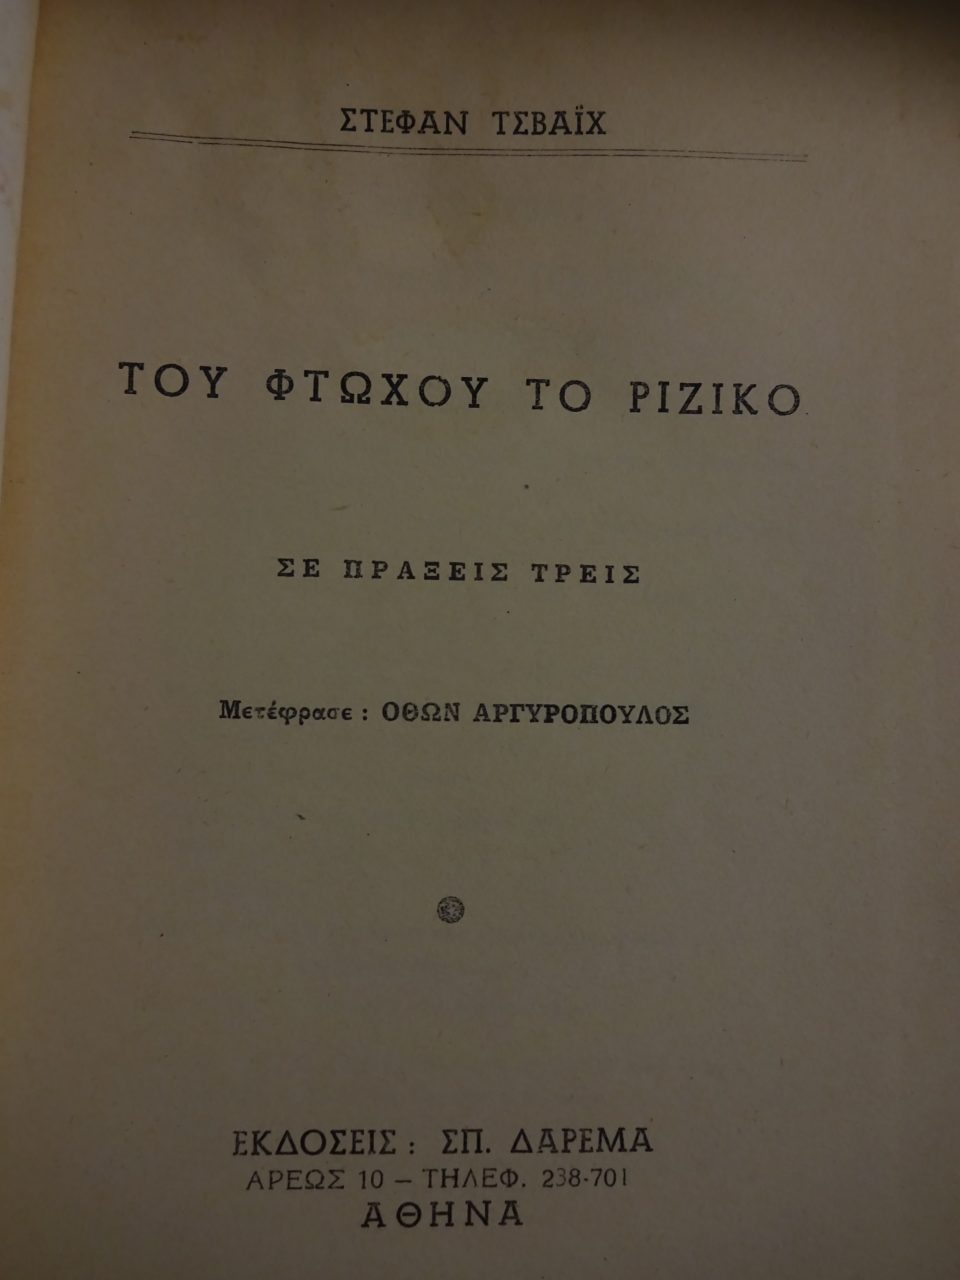 ΣΤΕΦΑΝ ΤΣΒΑΪΧ
ΤΟΥ ΦΤΩΧΟΥ ΤΟ ΡΙΖΙΚΟ
ΣΕ ΠΡΑΞΕΙΣ ΤΡΕΙΣ
Μετέφρασε : ΟΘΩΝ ΑΡΓΥΡΟΠΟΥΛΟΣ
ΕΚΔΟΣΕΙΣ : ΣΠ. ΔΑΡΕΜΑ
ΑΡΕΩΣ 10 – ΤΗΛΕΦ. 238-701
ΑΘΗΝΑ